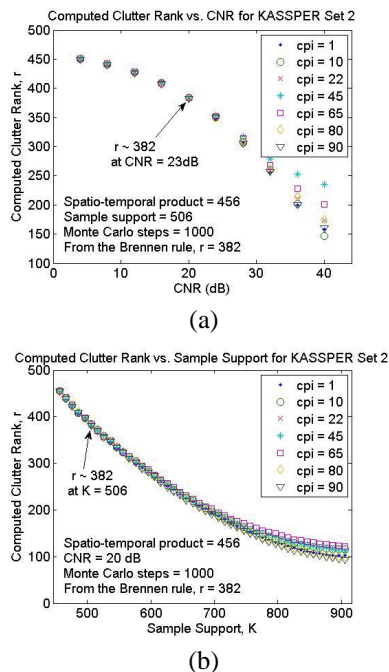 Computed Clutter Rank vs. CNR for KASSPER Set 2
Computed Clutter Rank, r
500
450
400
350
300
250
200
150
100
0
10
20
30
40
CNR (dB)
cpi = 1
cpi = 10
cpi = 22
cpi = 45
cpi = 65
cpi = 80
cpi = 90
r ~ 382
at CNR = 23dB
Spatio-temporal product = 456
Sample support = 506
Monte Carlo steps = 1000
From the Brennen rule, r = 382
(a)
Computed Clutter Rank vs. Sample Support for KASSPER Set 2
Computed Clutter Rank, r
500
400
300
200
100
0
500
600
700
800
900
Sample Support, K
cpi = 1
cpi = 10
cpi = 22
cpi = 45
cpi = 65
cpi = 80
cpi = 90
r ~ 382
at K = 506
Spatio-temporal product = 456
CNR = 20 dB
Monte Carlo steps = 1000
From the Brennen rule, r = 382
(b)